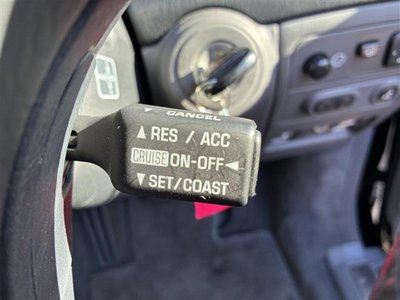 ▼ CANCEL
▲ RES / ACC
CRUISE ON-OFF ◄
▼ SET/COAST